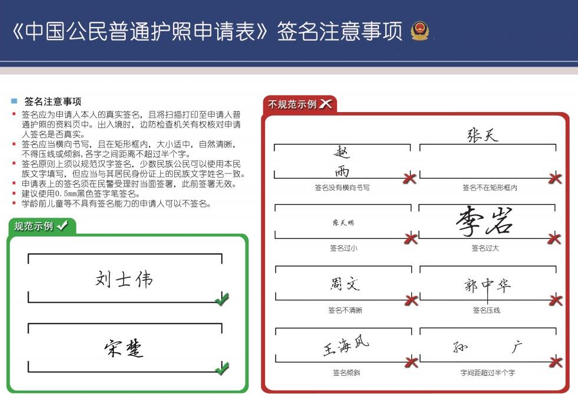 《中国公民普通护照申请表》签名注意事项
签名注意事项
签名应为申请人本人的真实签名，且将扫描打印至申请人普
通护照的资料页中。出入境时，边防检查机关有权核对申请
人签名是否真实。
签名应当横向书写，且在矩形框内，大小适中，自然清晰，
不得压线或倾斜，各字之间距离不超过半个字。
签名原则上须以规范汉字签名，少数民族公民可以使用本民
族文字填写，但应当与其居民身份证上的民族文字姓名一致。
申请表上的签名须在民警受理时当面签署，此前签署无效。
建议使用0.5mm黑色签字笔签名。
学龄前儿童等不具有签名能力的申请人可以不签名。
规范示例
刘士伟
宋楚
不规范示例
赵
雨
签名没有横向书写
张天
签名不在矩形框内
陈天明
签名过小
李岩
签名过大
周文
签名不清晰
郭中华
签名压线
王海风
签名倾斜
孙 广
字间距超过半个字